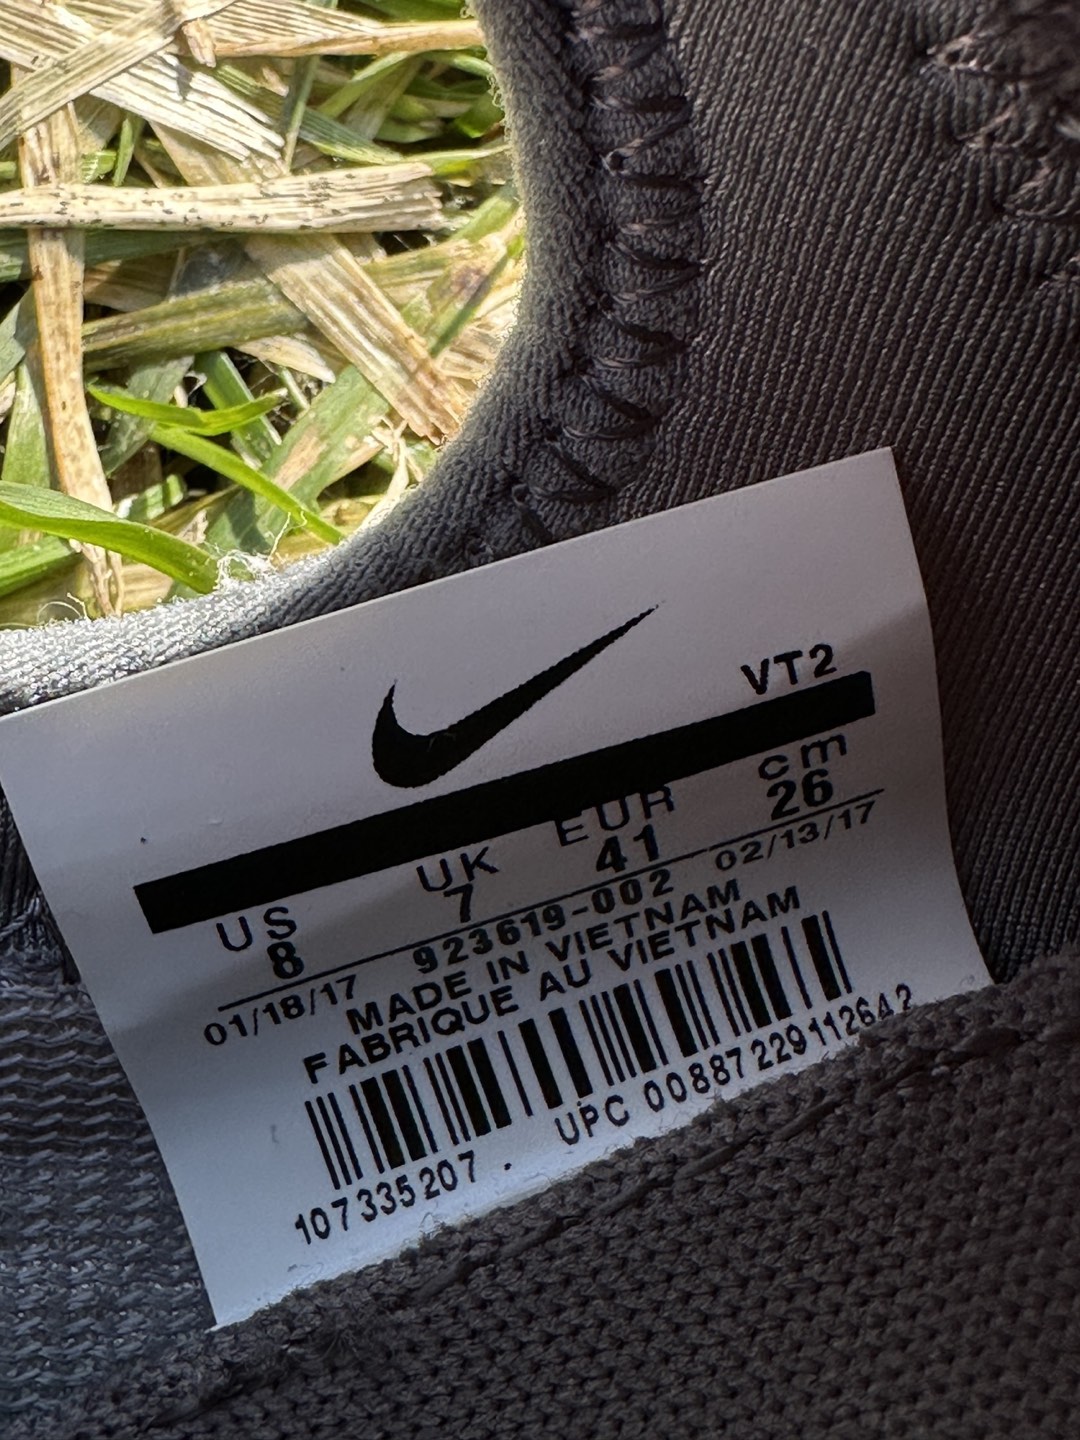 VT2
US UK EUR cm
8 7 41 26
01/18/17 923619-002 02/13/17
MADE IN VIETNAM
FABRIQUE AU VIETNAM
UPC 00887229112642
107335207